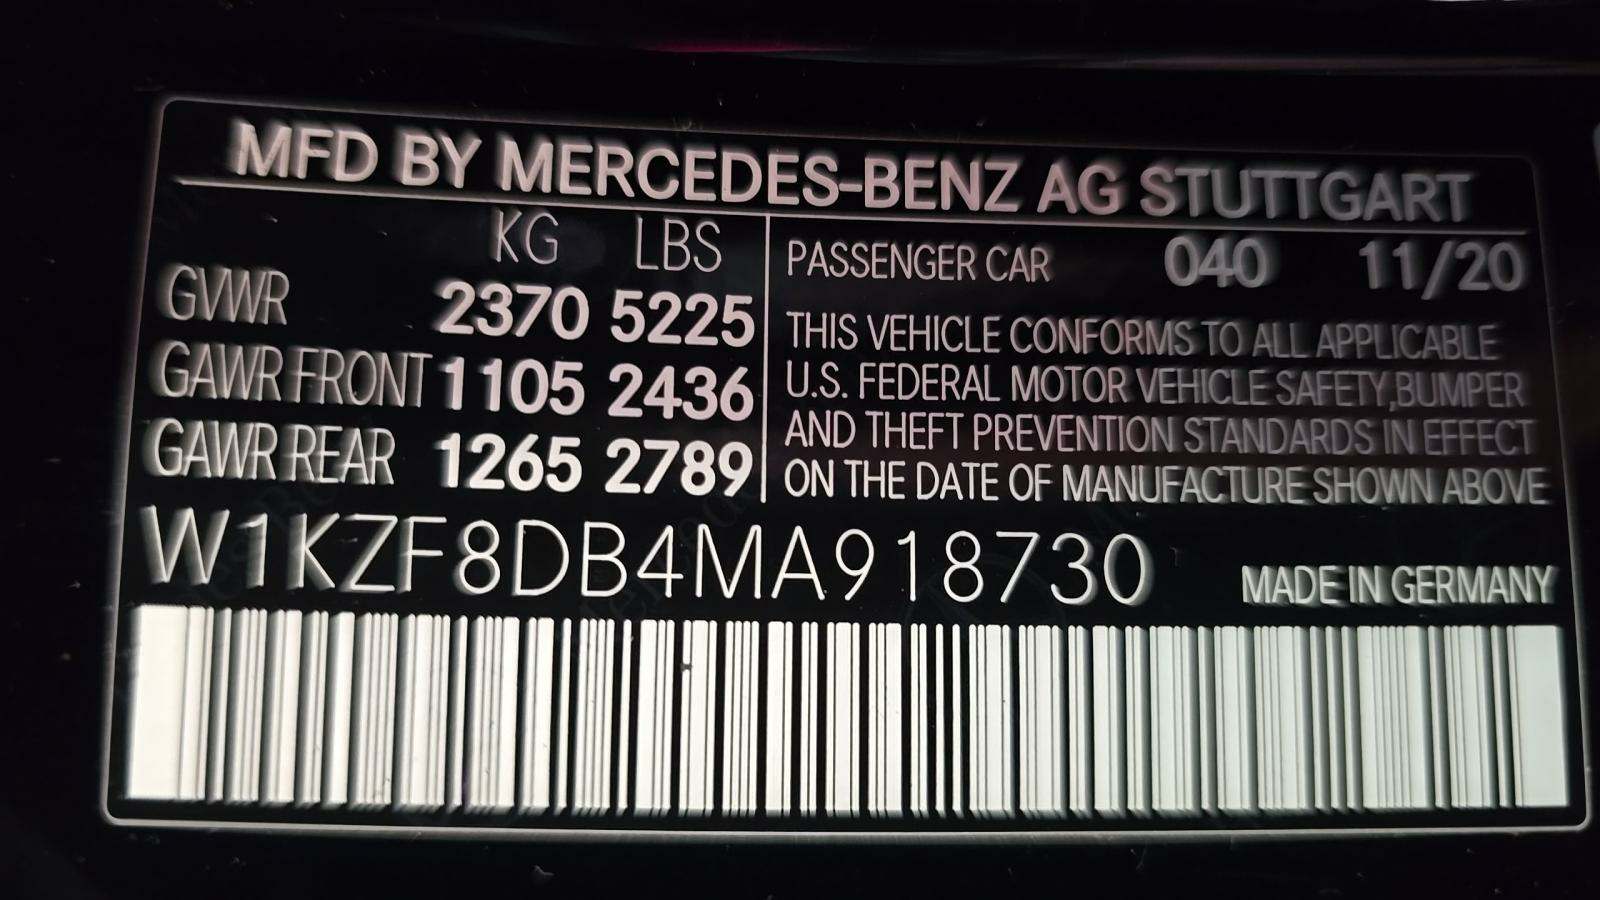 MFD BY MERCEDES-BENZ AG STUTTGART
KG LBS
GVWR 2370 5225
GAWR FRONT 1105 2436
GAWR REAR 1265 2789
PASSENGER CAR 040 11/20
THIS VEHICLE CONFORMS TO ALL APPLICABLE
U.S. FEDERAL MOTOR VEHICLE SAFETY,BUMPER
AND THEFT PREVENTION STANDARDS IN EFFECT
ON THE DATE OF MANUFACTURE SHOWN ABOVE
W1KZF8DB4MA918730
MADE IN GERMANY